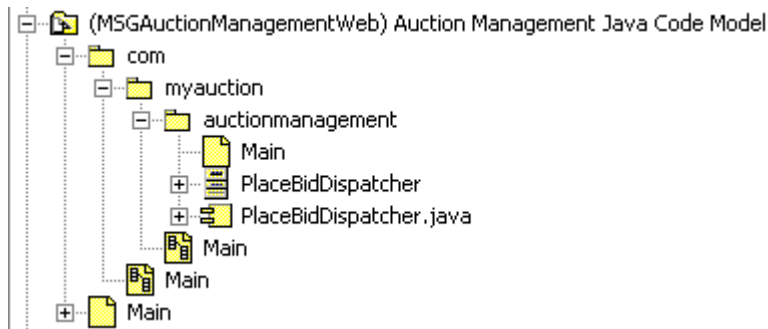 (MSGAuctionManagementWeb) Auction Management Java Code Model
com
myauction
auctionmanagement
Main
PlaceBidDispatcher
PlaceBidDispatcher.java
Main
Main
Main